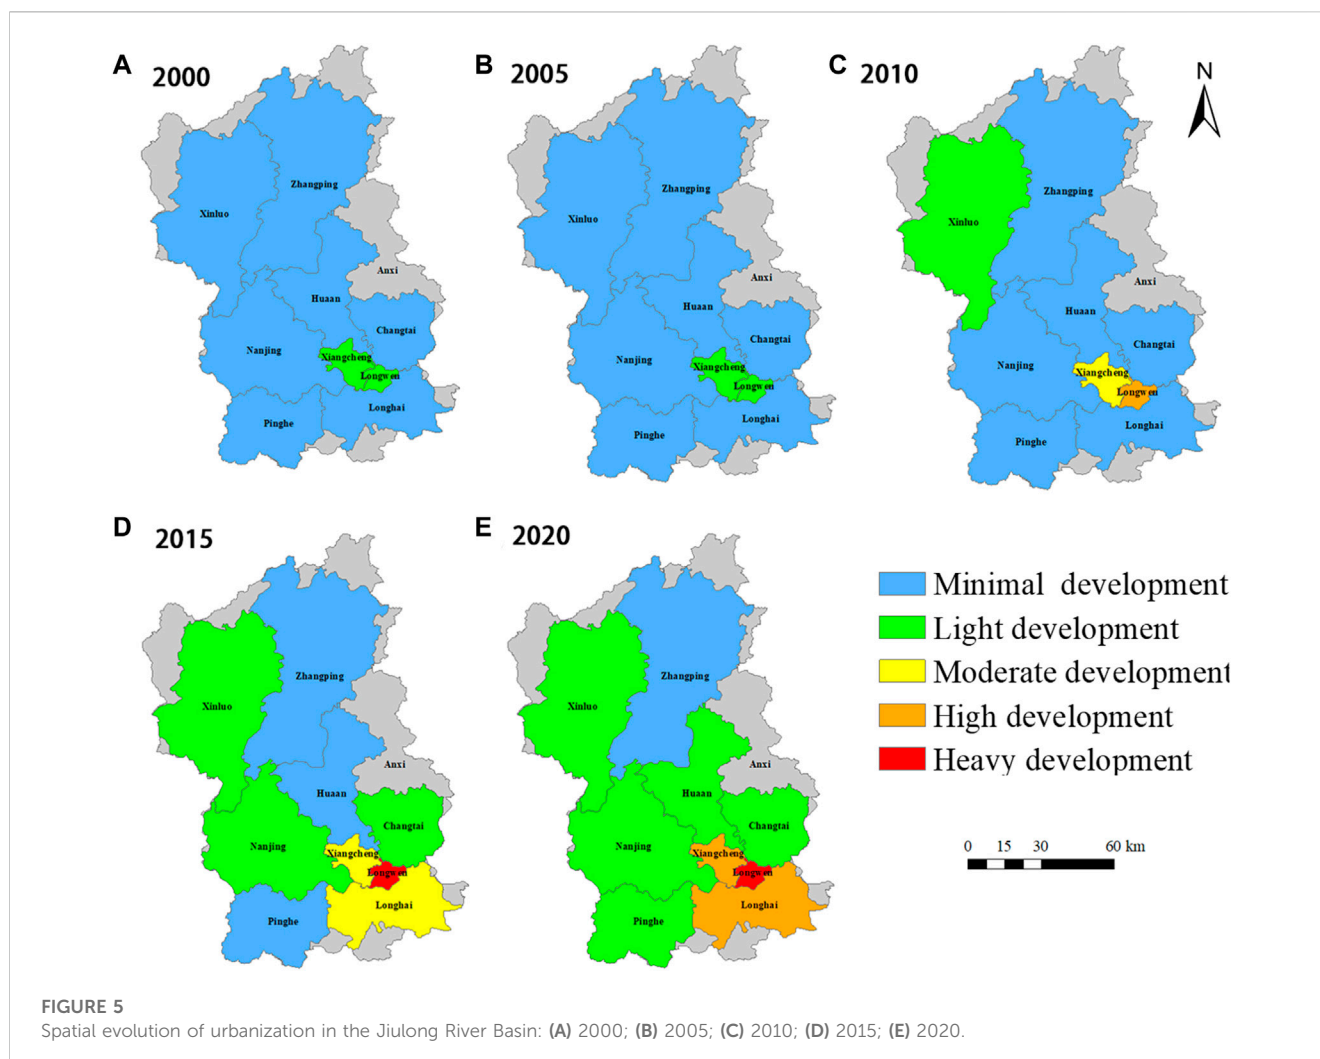 A 2000
B 2005
C 2010
N
Zhangping
Xinluo
Anxi
Huaan
Changtai
Nanjing
Xiangcheng
Longwen
Longhai
Pinghe
Zhangping
Xinluo
Anxi
Huaan
Changtai
Nanjing
Xiangcheng
Longwen
Longhai
Pinghe
Zhangping
Xinluo
Anxi
Huaan
Changtai
Nanjing
Xiangcheng
Longwen
Longhai
Pinghe
D 2015
E 2020
Zhangping
Xinluo
Anxi
Huaan
Changtai
Nanjing
Xiangcheng
Longwen
Longhai
Pinghe
Zhangping
Xinluo
Anxi
Huaan
Changtai
Nanjing
Xiangcheng
Longwen
Longhai
Pinghe
Minimal development
Light development
Moderate development
High development
Heavy development
0 15 30 60 km
FIGURE 5
Spatial evolution of urbanization in the Jiulong River Basin: (A) 2000; (B) 2005; (C) 2010; (D) 2015; (E) 2020.